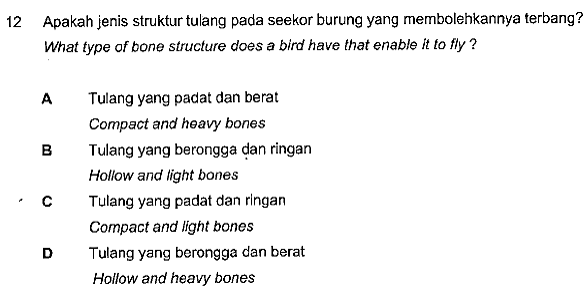 12 Apakah jenis struktur tulang pada seekor burung yang membolehkannya terbang?
What type of bone structure does a bird have that enable it to fly ?
A Tulang yang padat dan berat
Compact and heavy bones
B Tulang yang berongga dan ringan
Hollow and light bones
C Tulang yang padat dan ringan
Compact and light bones
D Tulang yang berongga dan berat
Hollow and heavy bones